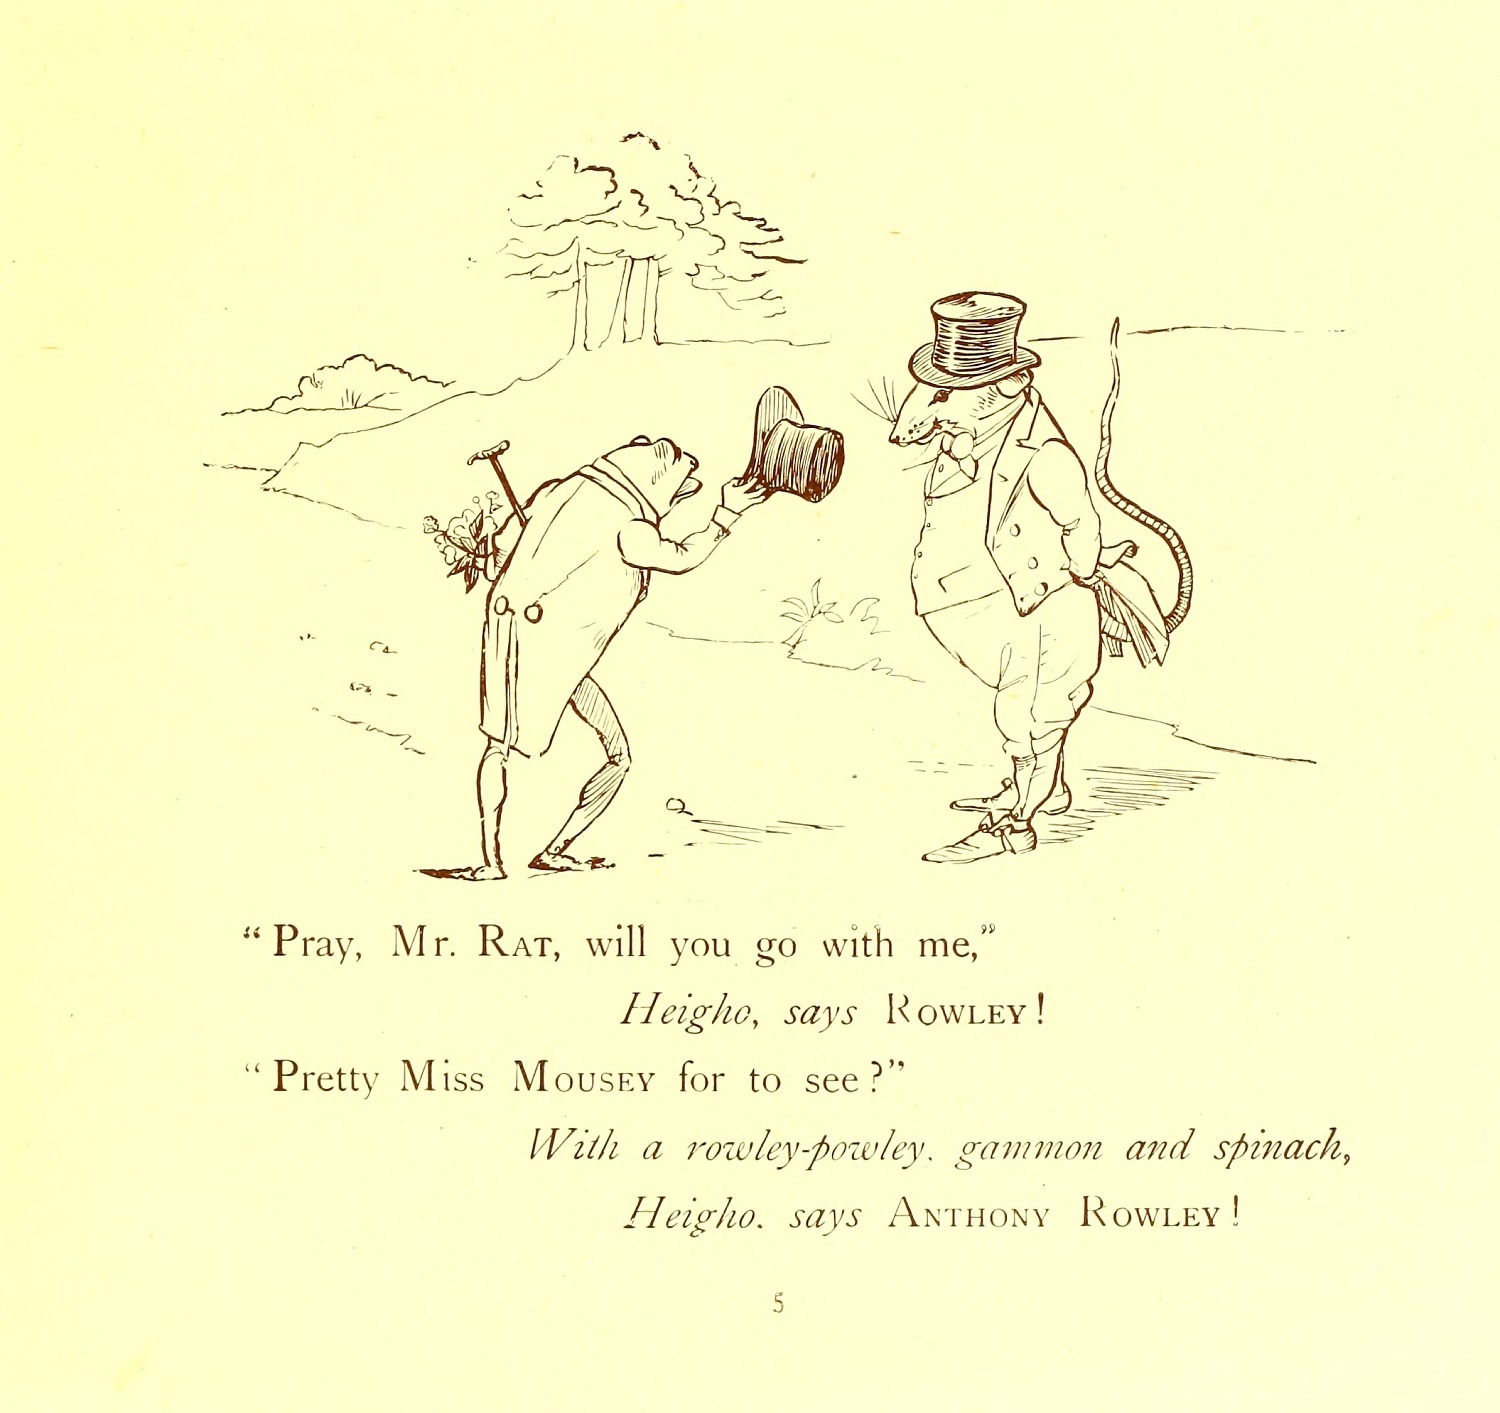 “Pray, Mr. RAT, will you go with me,”
Heigho, says ROWLEY!
“Pretty Miss MOUSEY for to see?”
With a rowley-powley. gammon and spinach,
Heigho. says ANTHONY ROWLEY!
5